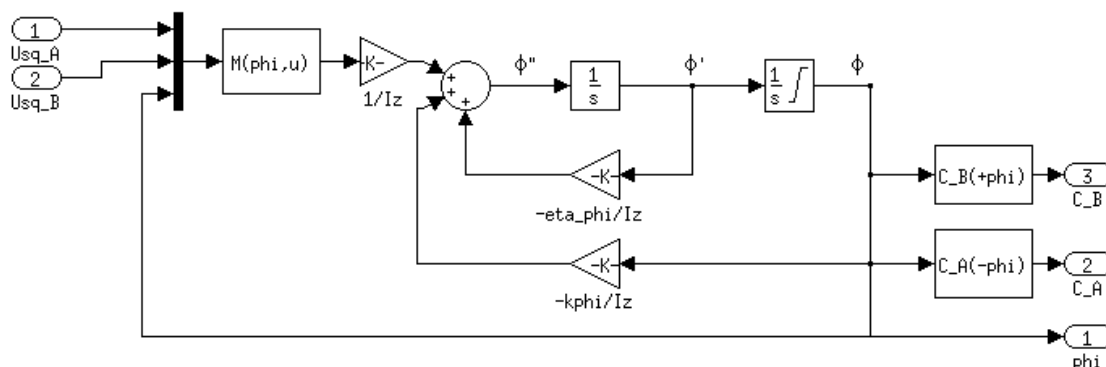 1
Usq_A
2
Usq_B
M(phi,u)
-K-
1/Iz
+
+
+
ϕ"
1
s
ϕ'
1
s
ϕ
-K-
-eta_phi/Iz
-K-
-kphi/Iz
C_B(+phi)
3
C_B
C_A(-phi)
2
C_A
1
phi